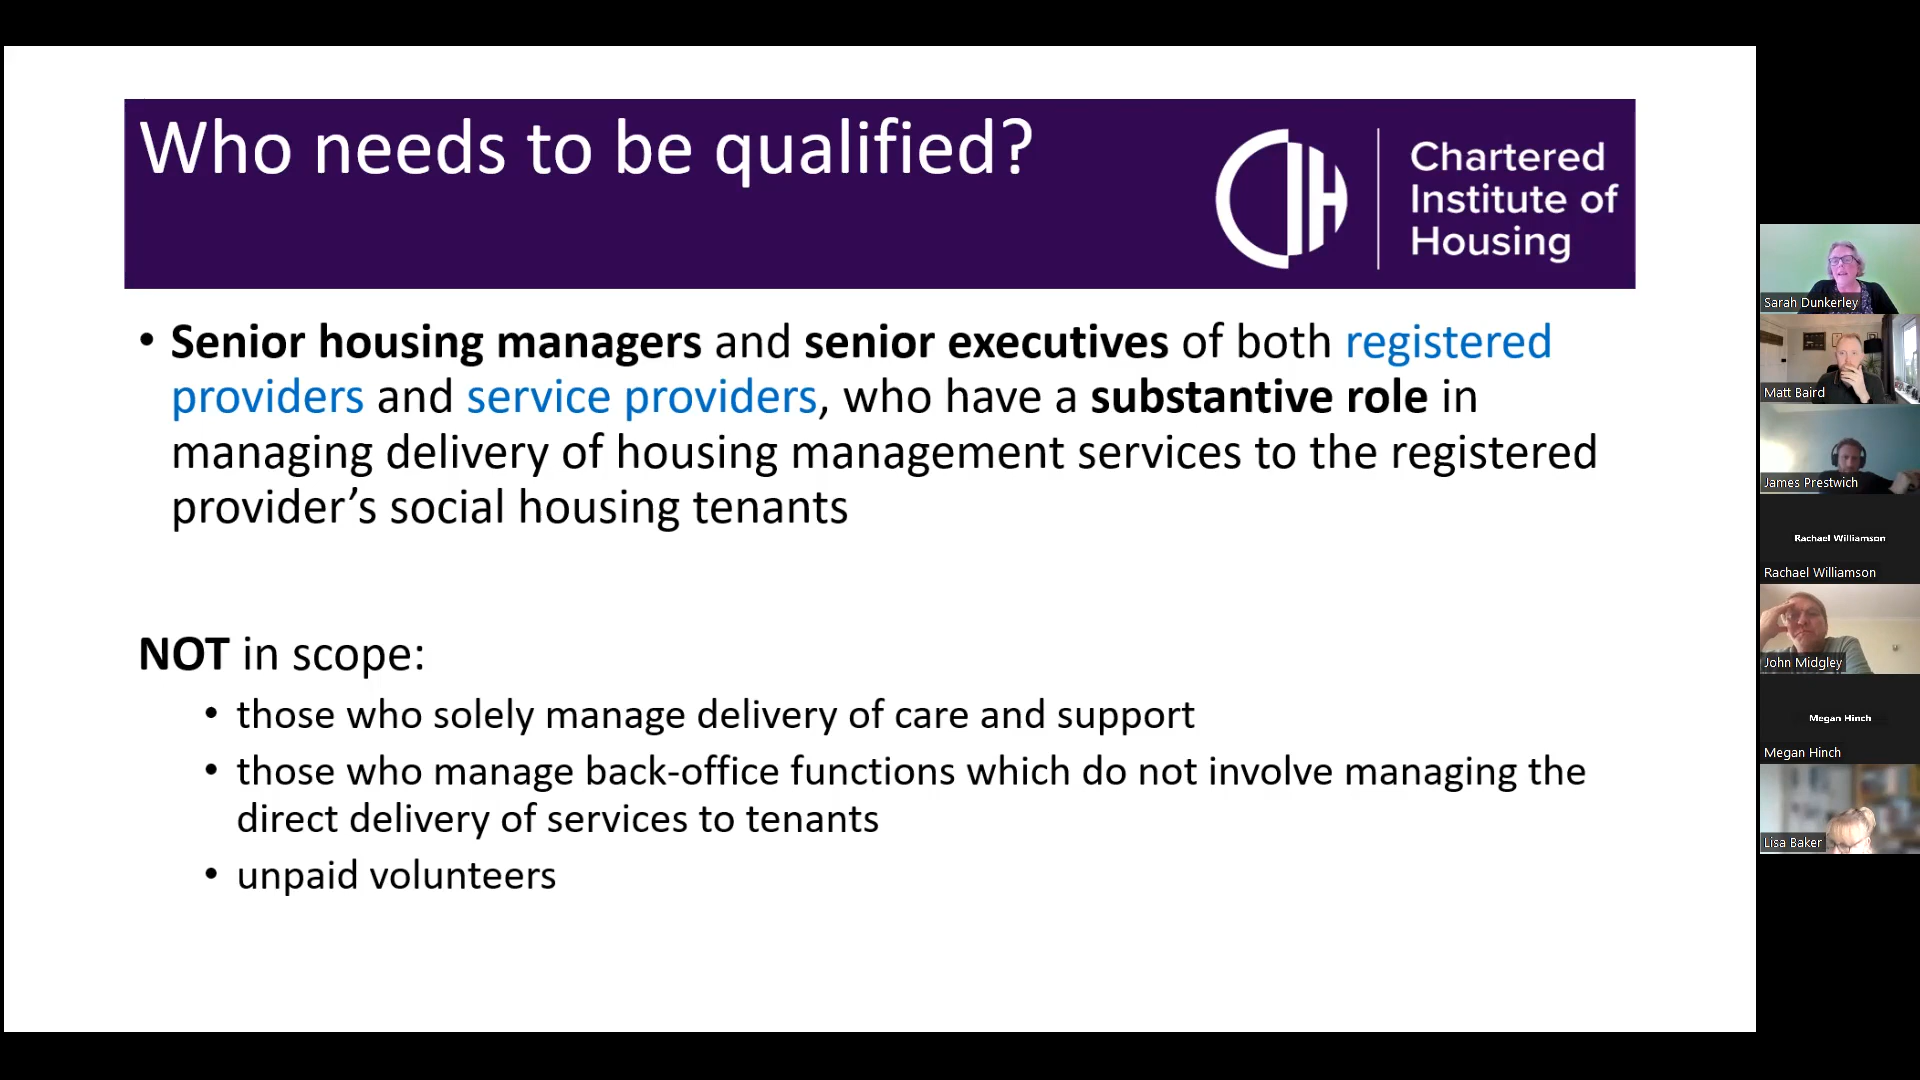 Who needs to be qualified?
Chartered
Institute of
Housing
• Senior housing managers and senior executives of both registered
providers and service providers, who have a substantive role in
managing delivery of housing management services to the registered
provider’s social housing tenants
NOT in scope:
• those who solely manage delivery of care and support
• those who manage back-office functions which do not involve managing the
direct delivery of services to tenants
• unpaid volunteers
Sarah Dunkerley
Matt Baird
James Prestwich
Rachael Williamson
Rachael Williamson
John Midgley
Megan Hinch
Megan Hinch
Lisa Baker